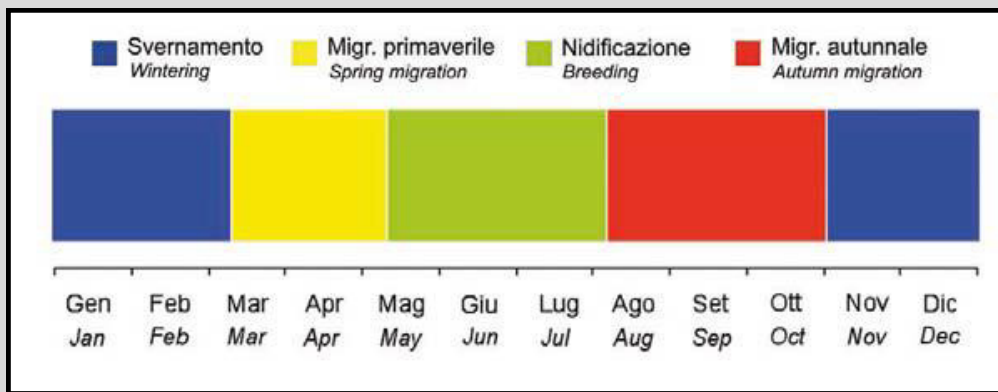 Svernamento Migr. primaverile Nidificazione Migr. autunnale
Wintering Spring migration Breeding Autumn migration
Gen Feb Mar Apr Mag Giu Lug Ago Set Ott Nov Dic
Jan Feb Mar Apr May Jun Jul Aug Sep Oct Nov Dec